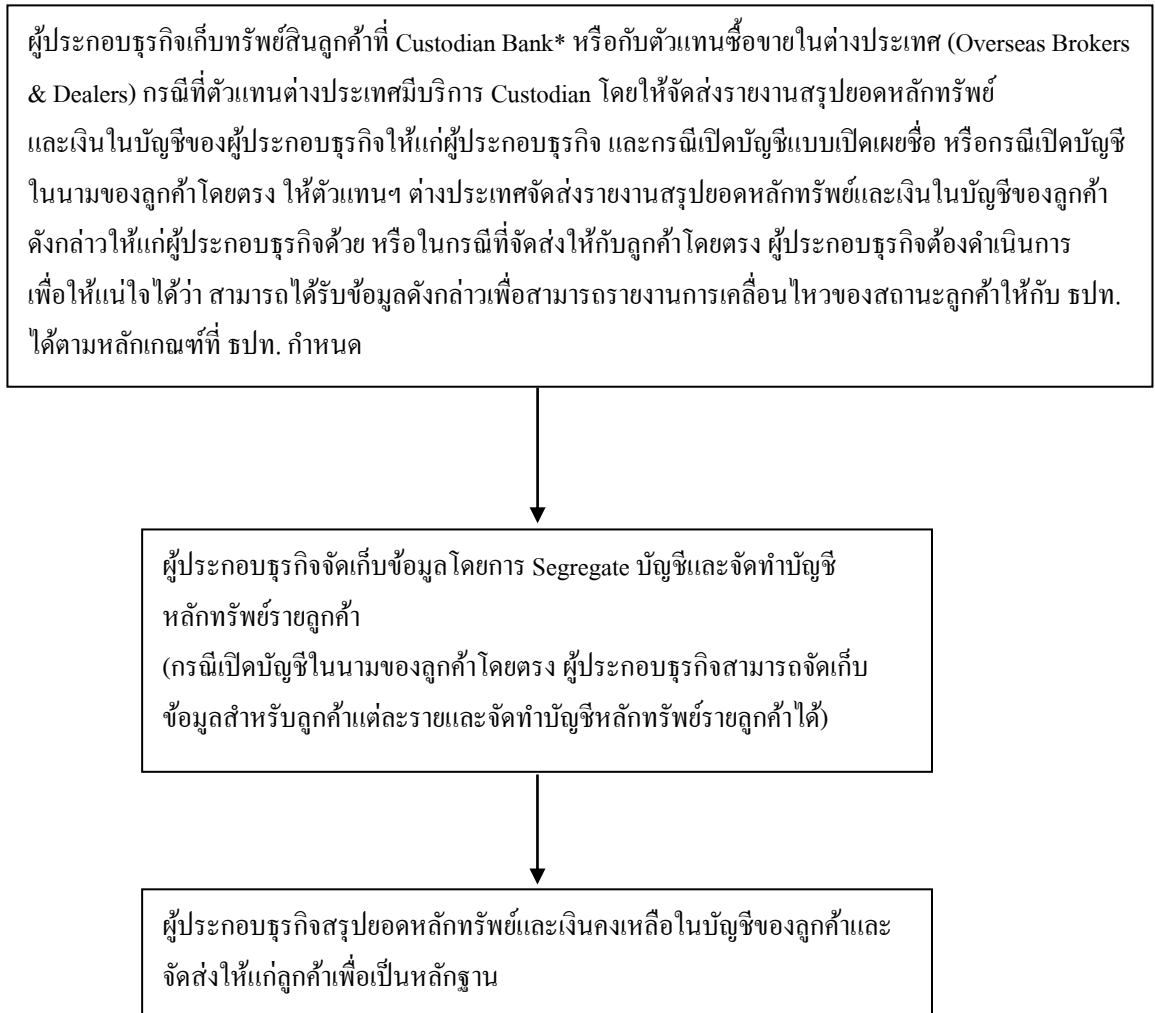 ผู้ประกอบธุรกิจเก็บทรัพย์สินลูกค้าที่ Custodian Bank* หรือกับตัวแทนซื้อขายในต่างประเทศ (Overseas Brokers
& Dealers) กรณีที่ตัวแทนต่างประเทศมีบริการ Custodian โดยให้จัดส่งรายงานสรุปยอดหลักทรัพย์
และเงินในบัญชีของผู้ประกอบธุรกิจให้แก่ผู้ประกอบธุรกิจ และกรณีเปิดบัญชีแบบเปิดเผยชื่อ หรือกรณีเปิดบัญชี
ในนามของลูกค้าโดยตรง ให้ตัวแทนฯ ต่างประเทศจัดส่งรายงานสรุปยอดหลักทรัพย์และเงินในบัญชีของลูกค้า
ดังกล่าวให้แก่ผู้ประกอบธุรกิจด้วย หรือในกรณีที่จัดส่งให้กับลูกค้าโดยตรง ผู้ประกอบธุรกิจต้องดำเนินการ
เพื่อให้แน่ใจได้ว่า สามารถได้รับข้อมูลดังกล่าวเพื่อสามารถรายงานการเคลื่อนไหวของสถานะลูกค้าให้กับ ธปท.
ได้ตามหลักเกณฑ์ที่ ธปท. กำหนด
ผู้ประกอบธุรกิจจัดเก็บข้อมูลโดยการ Segregate บัญชีและจัดทำบัญชี
หลักทรัพย์รายลูกค้า
(กรณีเปิดบัญชีในนามของลูกค้าโดยตรง ผู้ประกอบธุรกิจสามารถจัดเก็บ
ข้อมูลสำหรับลูกค้าแต่ละรายและจัดทำบัญชีหลักทรัพย์รายลูกค้าได้)
ผู้ประกอบธุรกิจสรุปยอดหลักทรัพย์และเงินคงเหลือในบัญชีของลูกค้าและ
จัดส่งให้แก่ลูกค้าเพื่อเป็นหลักฐาน